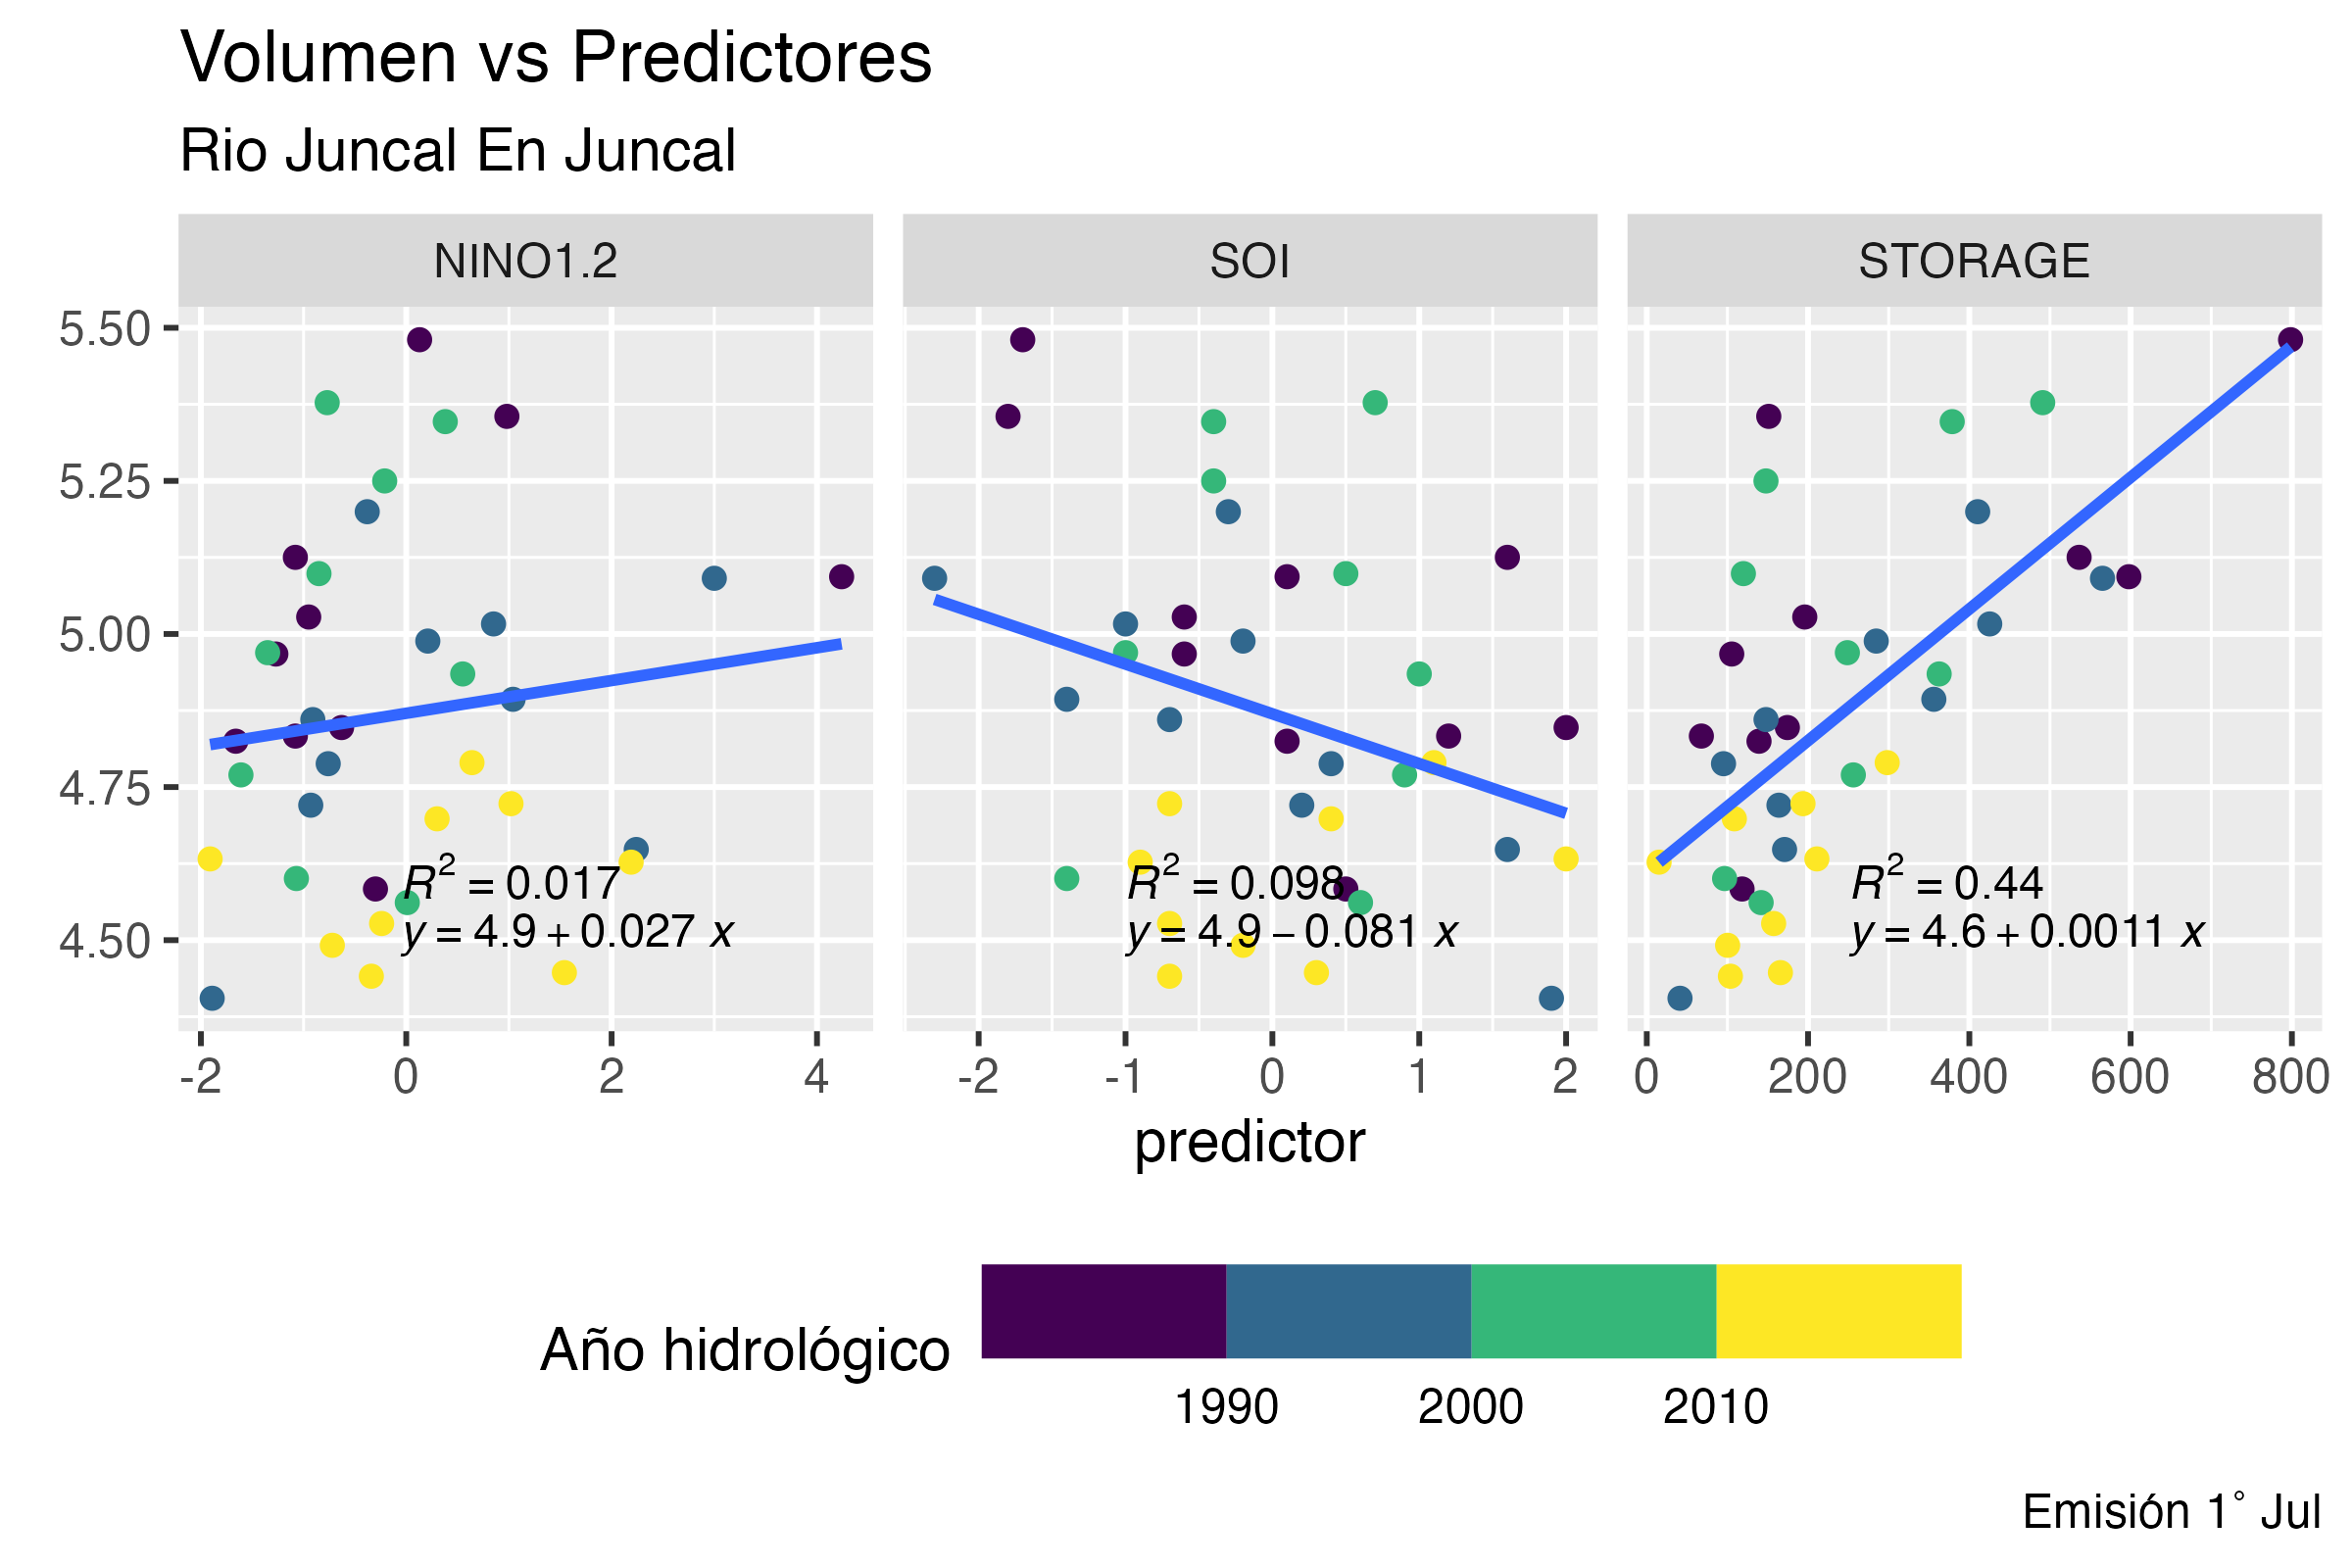 Volumen vs Predictores
Rio Juncal En Juncal
NINO1.2 SOI STORAGE
5.50
5.25
5.00
4.75
4.50
R² = 0.017 R² = 0.098 R² = 0.44
y = 4.9 + 0.027 x y = 4.9 − 0.081 x y = 4.6 + 0.0011 x
-2 0 2 4 -2 -1 0 1 2 0 200 400 600 800
predictor
Año hidrológico
1990 2000 2010
Emisión 1° Jul